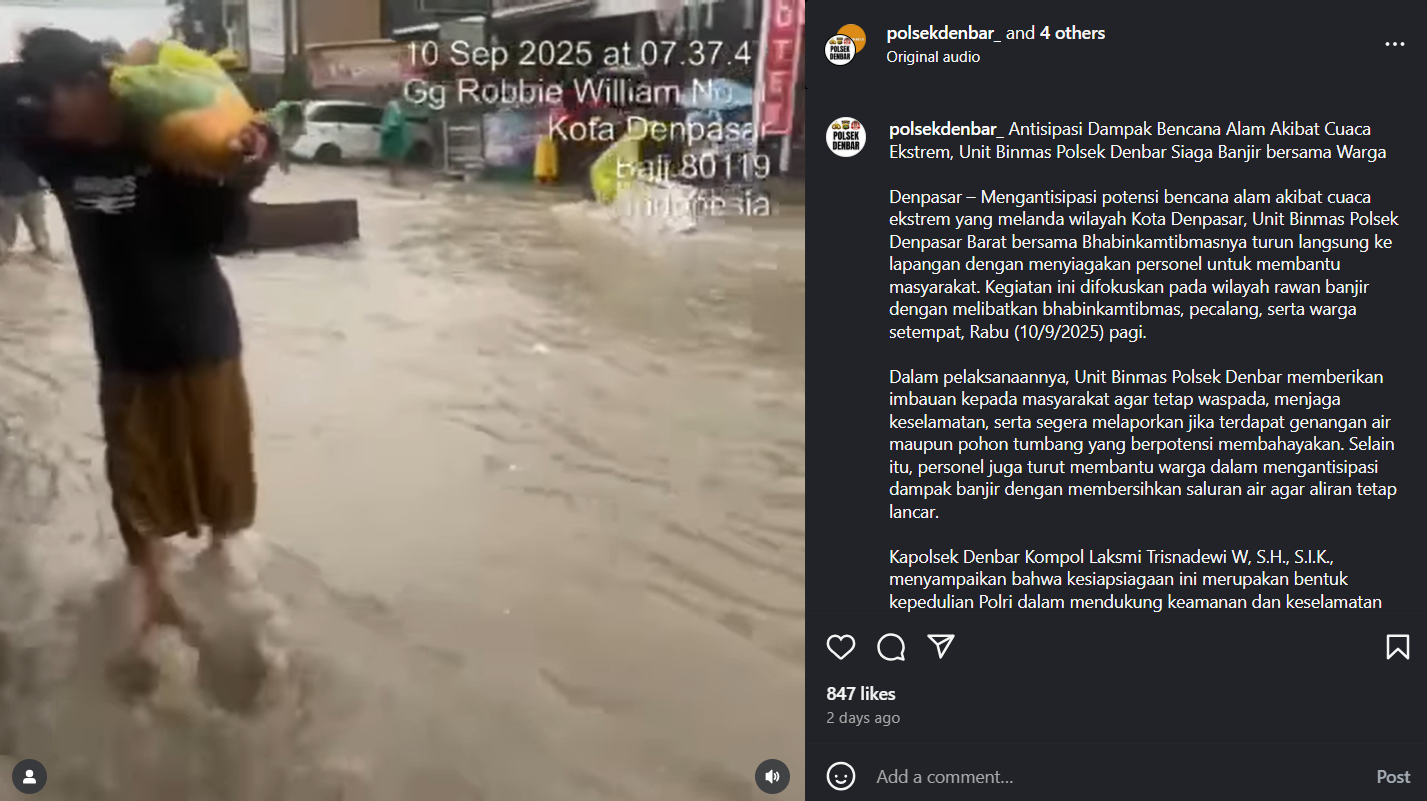 10 Sep 2025 at 07.37.4
Gg Robbie William No
Kota Denpasar
Bali 80119
Indonesia
POLSEK
DENBAR
polsekdenbar_ and 4 others
Original audio
POLSEK
DENBAR
polsekdenbar_ Antisipasi Dampak Bencana Alam Akibat Cuaca
Ekstrem, Unit Binmas Polsek Denbar Siaga Banjir bersama Warga
Denpasar – Mengantisipasi potensi bencana alam akibat cuaca
ekstrem yang melanda wilayah Kota Denpasar, Unit Binmas Polsek
Denpasar Barat bersama Bhabinkamtibmasnya turun langsung ke
lapangan dengan menyiagakan personel untuk membantu
masyarakat. Kegiatan ini difokuskan pada wilayah rawan banjir
dengan melibatkan bhabinkamtibmas, pecalang, serta warga
setempat, Rabu (10/9/2025) pagi.
Dalam pelaksanaannya, Unit Binmas Polsek Denbar memberikan
imbauan kepada masyarakat agar tetap waspada, menjaga
keselamatan, serta segera melaporkan jika terdapat genangan air
maupun pohon tumbang yang berpotensi membahayakan. Selain
itu, personel juga turut membantu warga dalam mengantisipasi
dampak banjir dengan membersihkan saluran air agar aliran tetap
lancar.
Kapolsek Denbar Kompol Laksmi Trisnadewi W, S.H., S.I.K.,
menyampaikan bahwa kesiapsiagaan ini merupakan bentuk
kepedulian Polri dalam mendukung keamanan dan keselamatan
847 likes
2 days ago
Add a comment...
Post